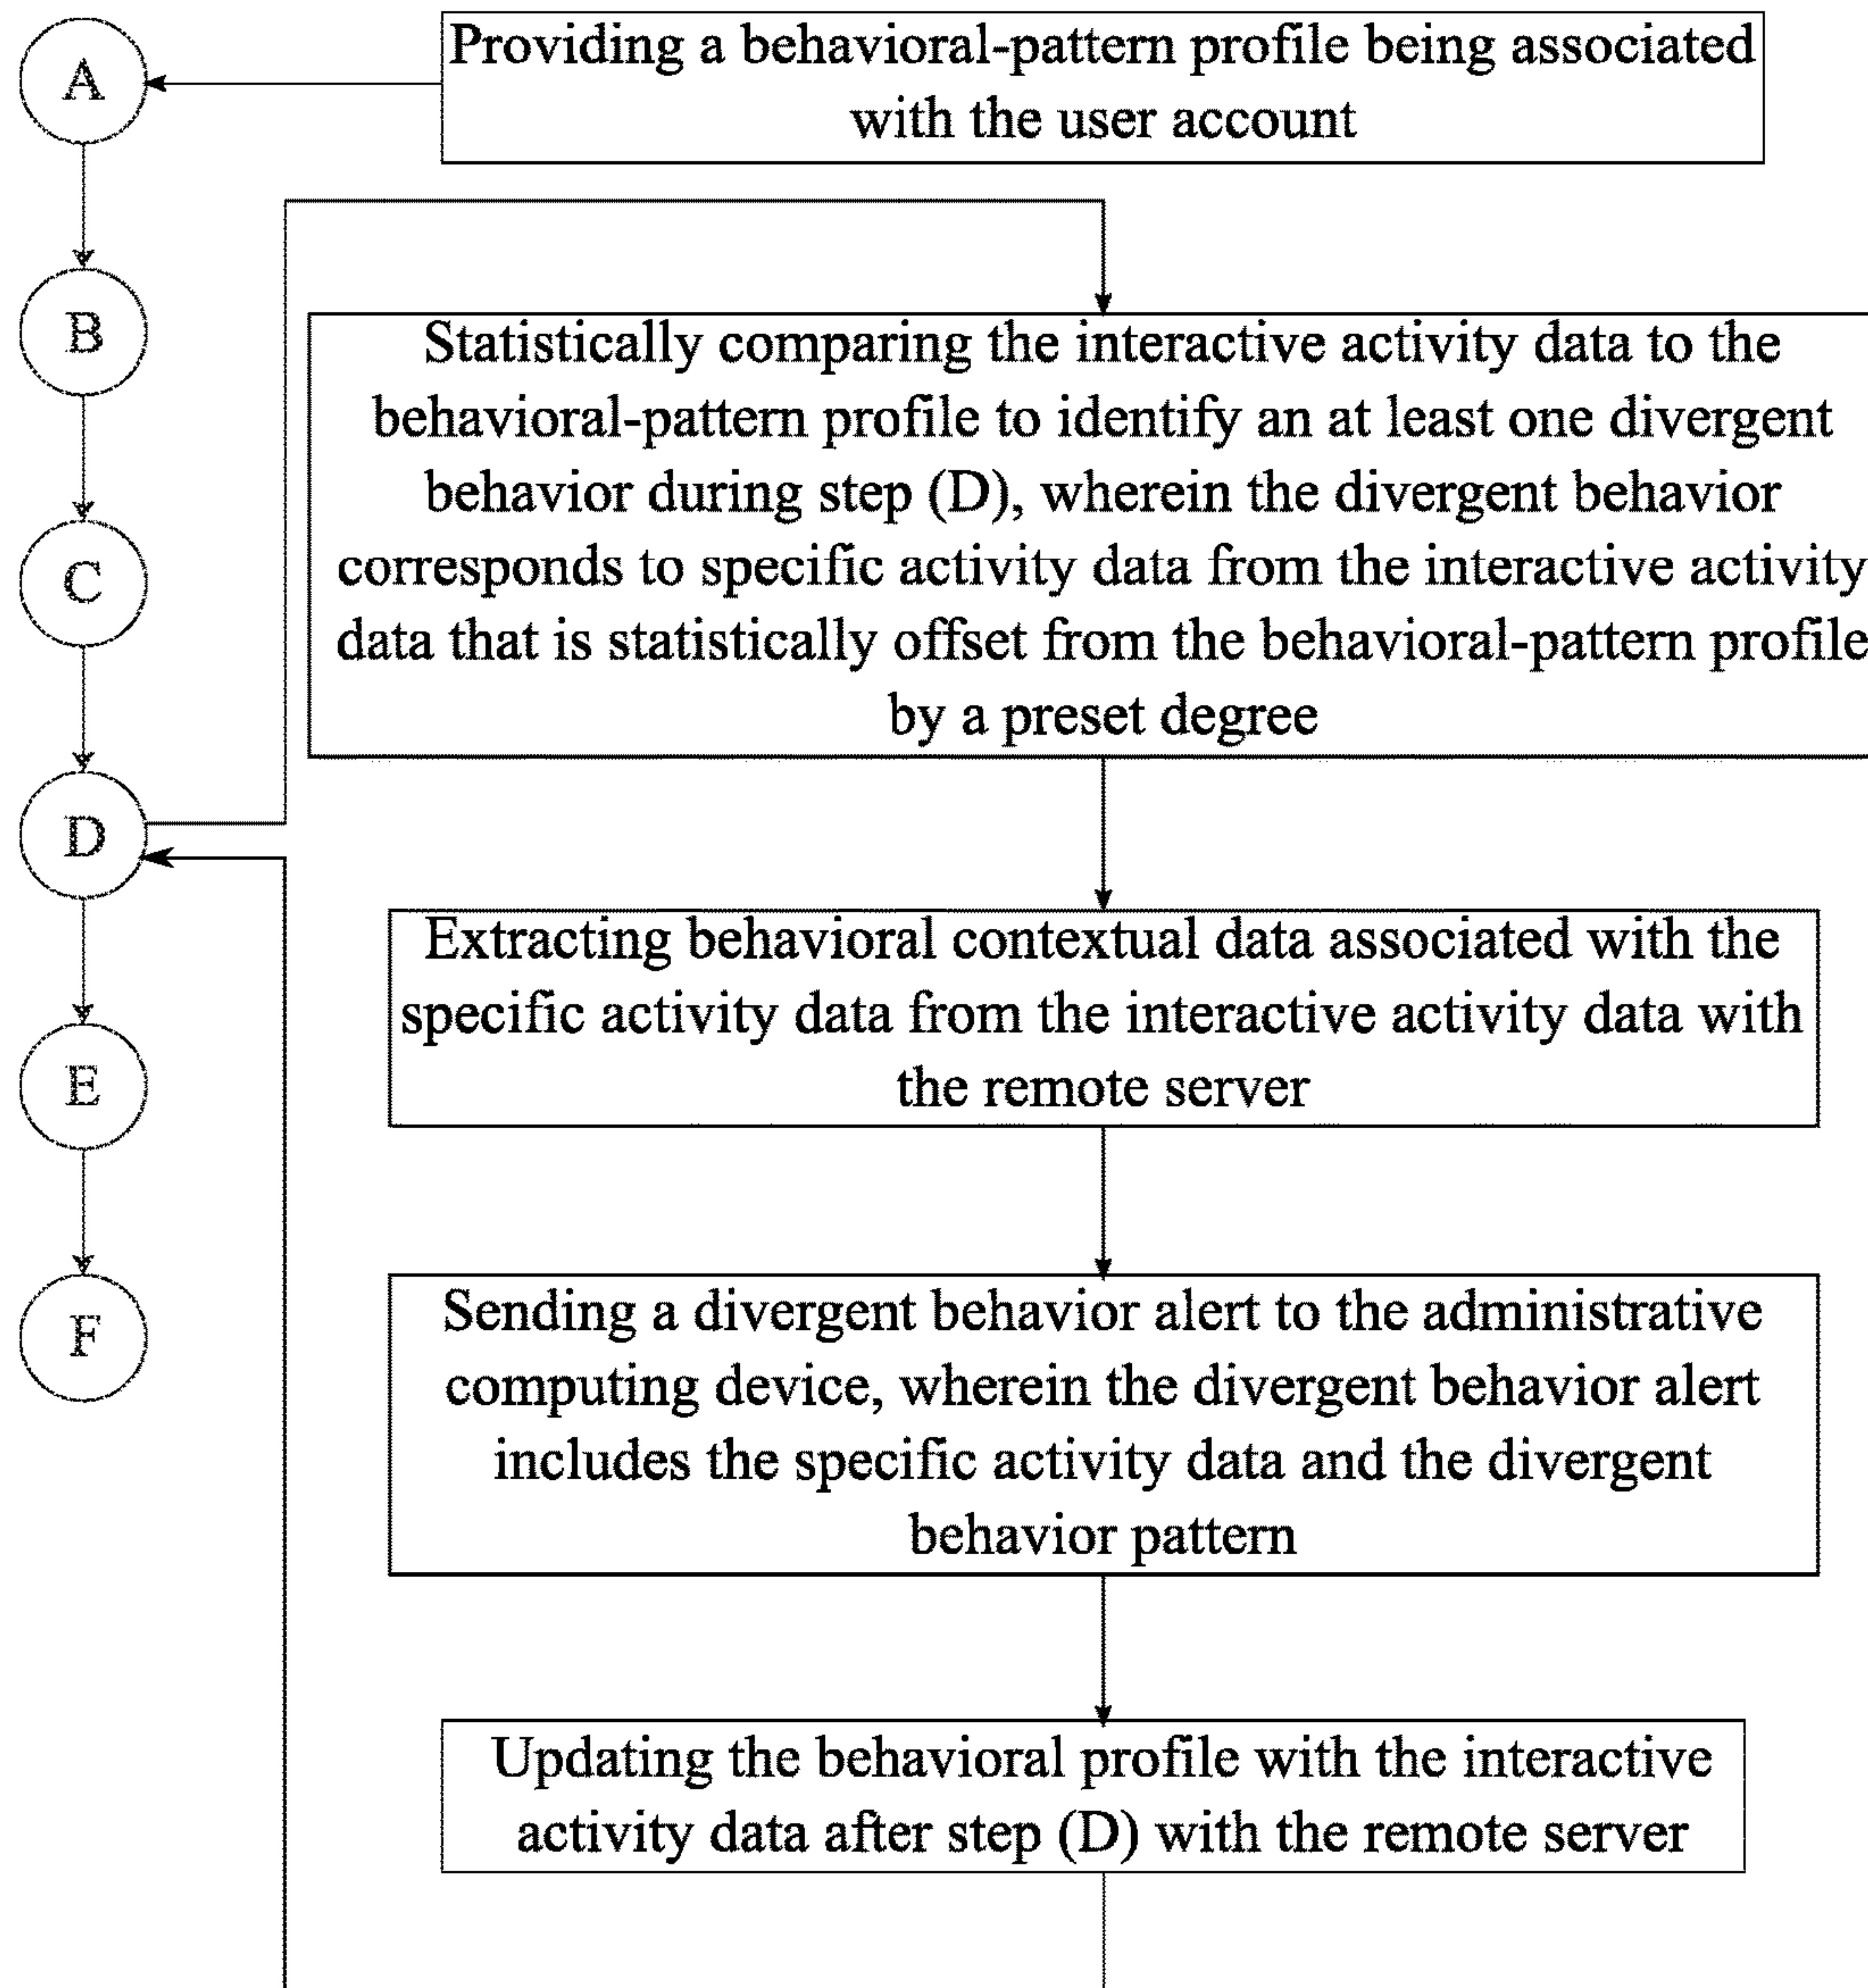 A
Providing a behavioral-pattern profile being associated
with the user account
B
Statistically comparing the interactive activity data to the
behavioral-pattern profile to identify an at least one divergent
behavior during step (D), wherein the divergent behavior
corresponds to specific activity data from the interactive activity
data that is statistically offset from the behavioral-pattern profile
by a preset degree
C
D
Extracting behavioral contextual data associated with the
specific activity data from the interactive activity data with
the remote server
E
Sending a divergent behavior alert to the administrative
computing device, wherein the divergent behavior alert
includes the specific activity data and the divergent
behavior pattern
F
Updating the behavioral profile with the interactive
activity data after step (D) with the remote server